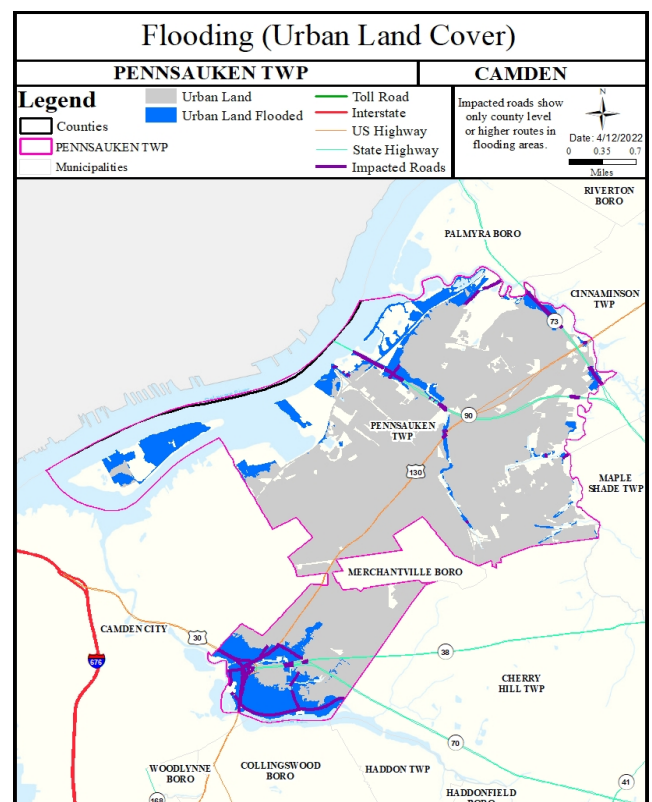 Flooding (Urban Land Cover)
PENNSAUKEN TWP
CAMDEN
Legend
Counties
PENNSAUKEN TWP
Municipalities
Urban Land
Urban Land Flooded
Toll Road
Interstate
US Highway
State Highway
Impacted Roads
Impacted roads show
only county level
or higher routes in
flooding areas.
N
Date: 4/12/2022
0 0.35 0.7
Miles
RIVERTON
BORO
PALMYRA BORO
CINNAMINSON
TWP
73
90
PENNSAUKEN
TWP
130
MAPLE
SHADE TWP
MERCHANTVILLE BORO
CAMDEN CITY
30
676
38
CHERRY
HILL TWP
70
WOODLYNNE
BORO
COLLINGSWOOD
BORO
HADDON TWP
41
HADDONFIELD
BORO
168